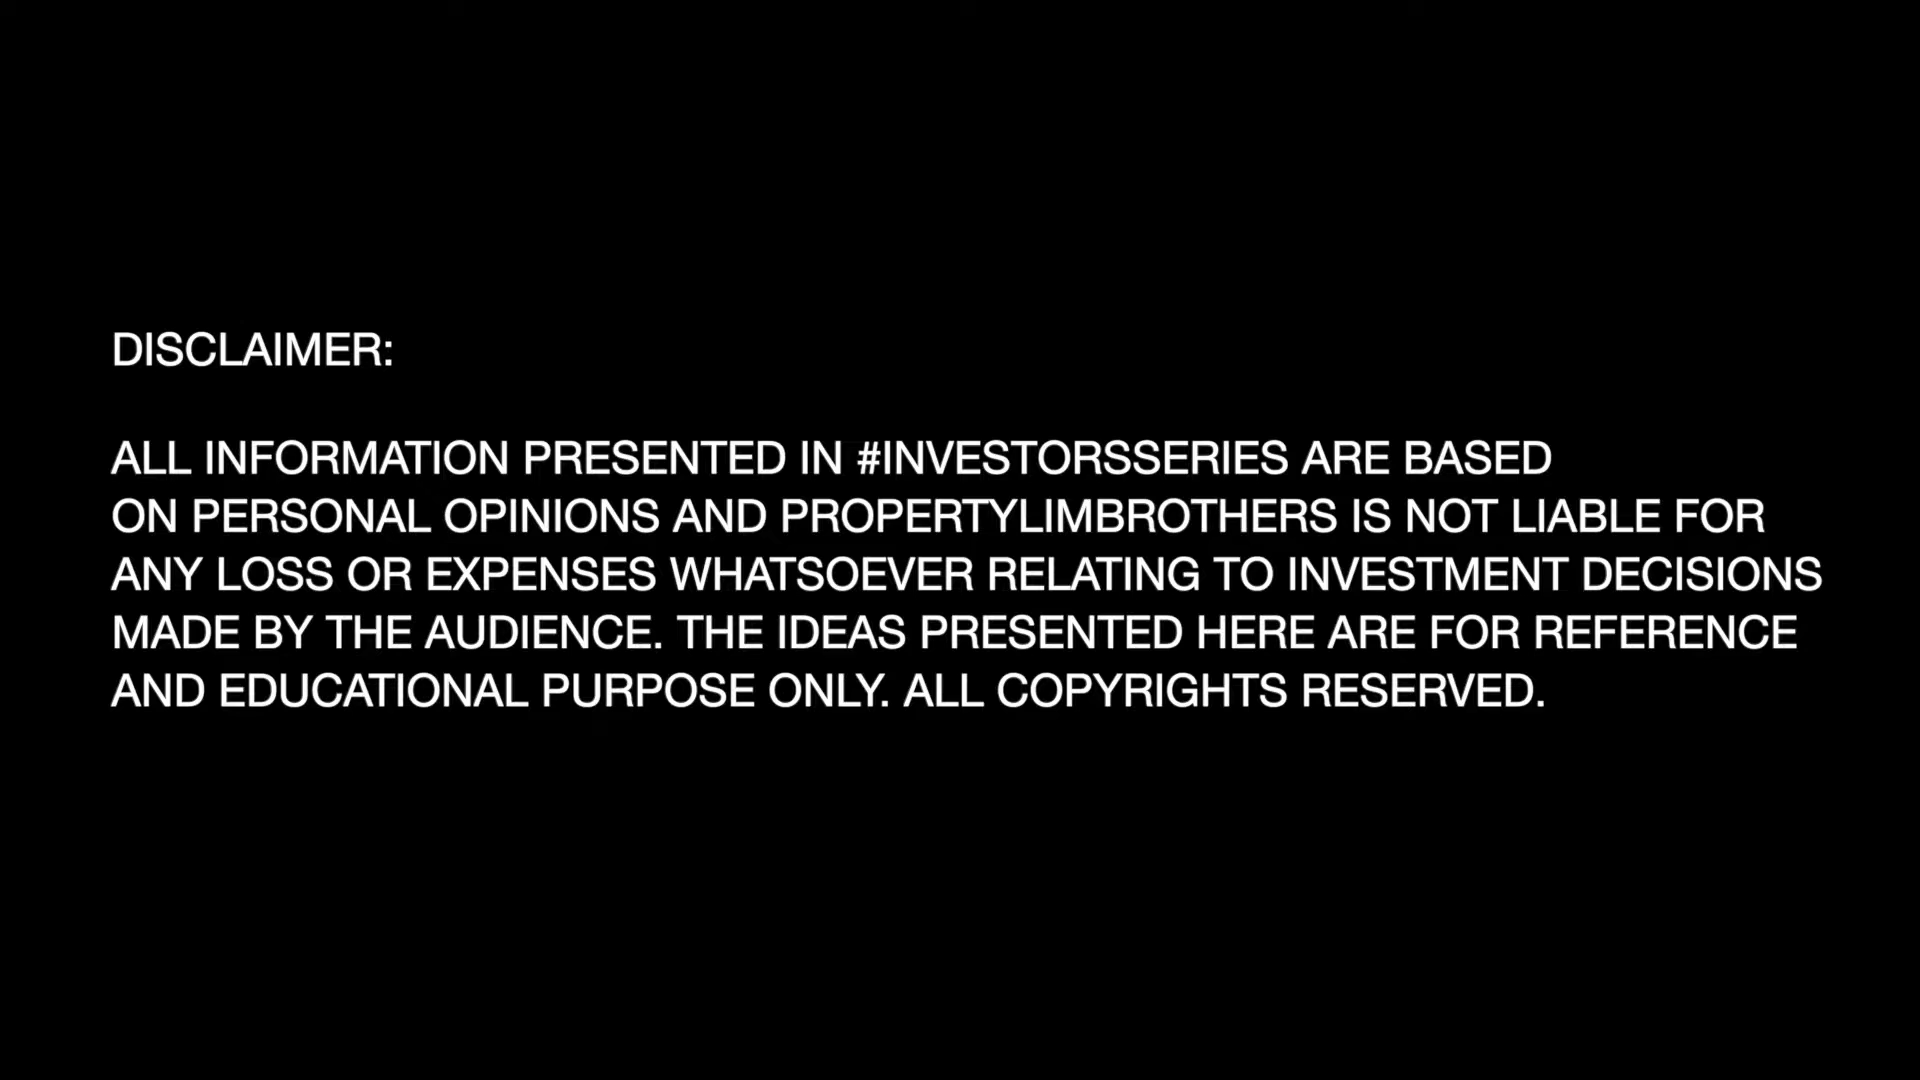 DISCLAIMER:
ALL INFORMATION PRESENTED IN #INVESTORSSERIES ARE BASED
ON PERSONAL OPINIONS AND PROPERTYLIMBROTHERS IS NOT LIABLE FOR
ANY LOSS OR EXPENSES WHATSOEVER RELATING TO INVESTMENT DECISIONS
MADE BY THE AUDIENCE. THE IDEAS PRESENTED HERE ARE FOR REFERENCE
AND EDUCATIONAL PURPOSE ONLY. ALL COPYRIGHTS RESERVED.